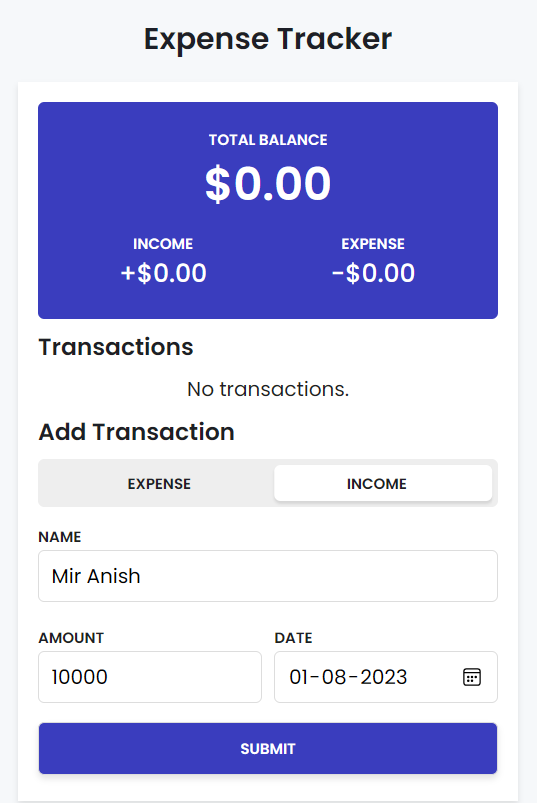 Expense Tracker
TOTAL BALANCE
$0.00
INCOME EXPENSE
+$0.00 -$0.00
Transactions
No transactions.
Add Transaction
EXPENSE INCOME
NAME
Mir Anish
AMOUNT DATE
10000 01-08-2023
SUBMIT